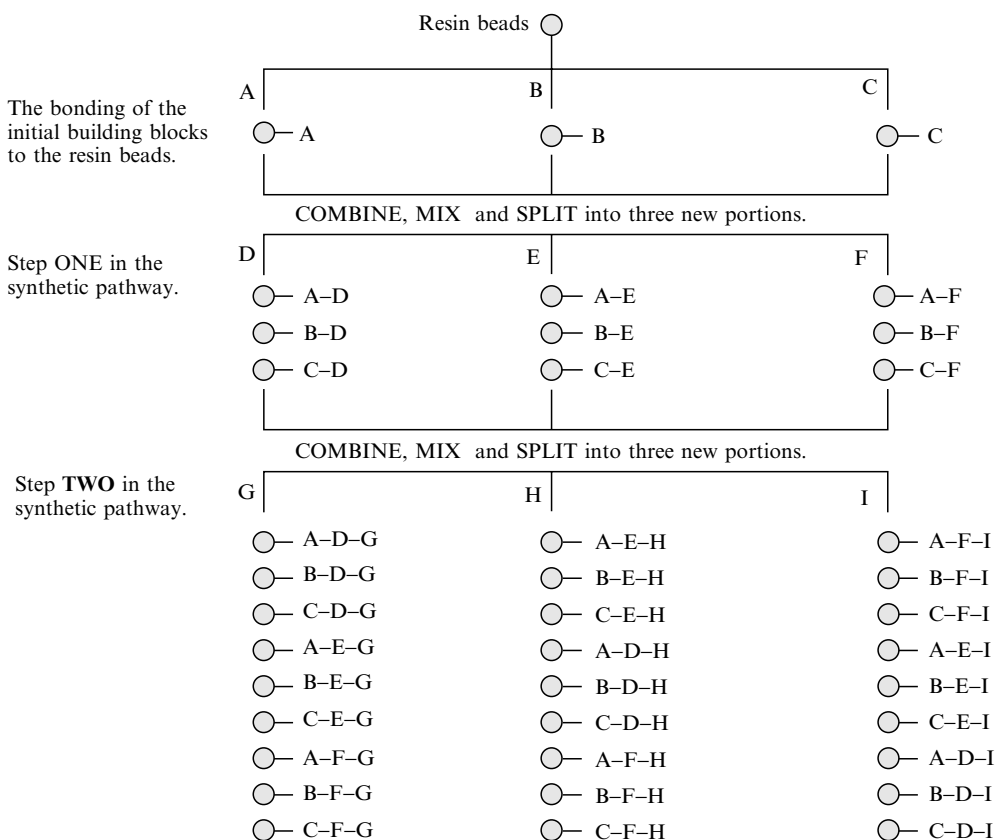 Resin beads
A B C
The bonding of the
initial building blocks
to the resin beads.
A B C
COMBINE, MIX and SPLIT into three new portions.
D E F
Step ONE in the
synthetic pathway.
A–D A–E A–F
B–D B–E B–F
C–D C–E C–F
COMBINE, MIX and SPLIT into three new portions.
Step TWO in the
synthetic pathway.
G H I
A–D–G A–E–H A–F–I
B–D–G B–E–H B–F–I
C–D–G C–E–H C–F–I
A–E–G A–D–H A–E–I
B–E–G B–D–H B–E–I
C–E–G C–D–H C–E–I
A–F–G A–F–H A–D–I
B–F–G B–F–H B–D–I
C–F–G C–F–H C–D–I